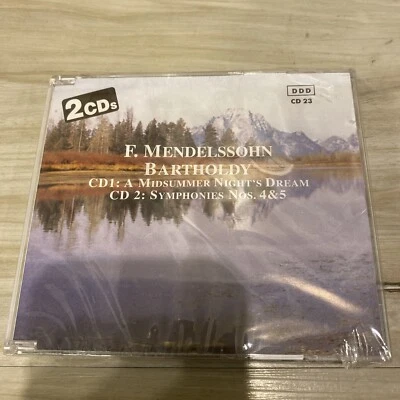 2CDs
DDD
CD 23
F. MENDELSSOHN
BARTHOLDY
CD1: A MIDSUMMER NIGHT'S DREAM
CD 2: SYMPHONIES NOS. 4&5